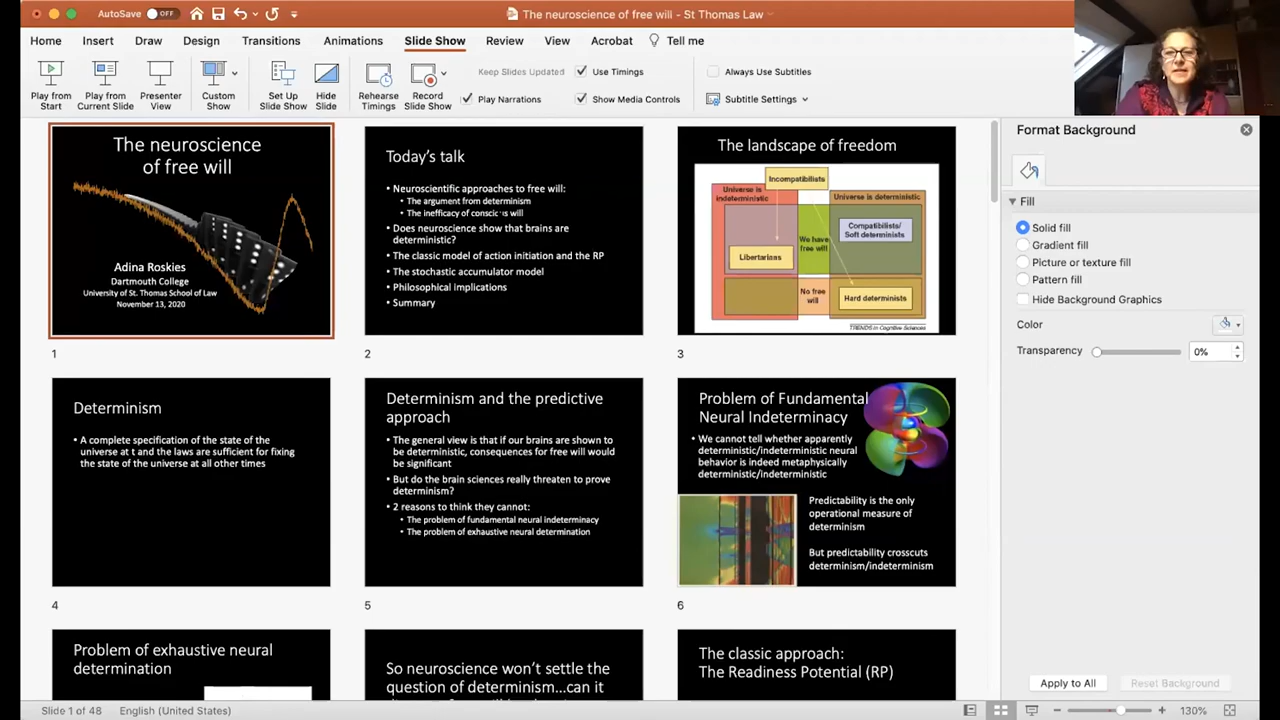 AutoSave OFF
The neuroscience of free will - St Thomas Law
Home Insert Draw Design Transitions Animations Slide Show Review View Acrobat Tell me
Play from Start
Play from Current Slide
Presenter View
Custom Show
Set Up Slide Show
Hide Slide
Rehearse Timings
Record Slide Show
Keep Slides Updated
Use Timings
Play Narrations
Show Media Controls
Always Use Subtitles
Subtitle Settings
The neuroscience
of free will
Adina Roskies
Dartmouth College
University of St. Thomas School of Law
November 13, 2020
1
Today's talk
• Neuroscientific approaches to free will:
• The argument from determinism
• The inefficacy of conscious will
• Does neuroscience show that brains are
deterministic?
• The classic model of action initiation and the RP
• The stochastic accumulator model
• Philosophical implications
• Summary
2
The landscape of freedom
Incompatibilists
Universe is
indeterministic
Universe is deterministic
Compatibilists/
Soft determinists
We have
free will
Libertarians
No free
will
Hard determinists
TRENDS in Cognitive Sciences
3
Determinism
• A complete specification of the state of the
universe at t and the laws are sufficient for fixing
the state of the universe at all other times
4
Determinism and the predictive
approach
• The general view is that if our brains are shown to
be deterministic, consequences for free will would
be significant
• But do the brain sciences really threaten to prove
determinism?
• 2 reasons to think they cannot:
• The problem of fundamental neural indeterminacy
• The problem of exhaustive neural determination
5
Problem of Fundamental
Neural Indeterminacy
• We cannot tell whether apparently
deterministic/indeterministic neural
behavior is indeed metaphysically
deterministic/indeterministic
Predictability is the only
operational measure of
determinism
But predictability crosscuts
determinism/indeterminism
6
Problem of exhaustive neural
determination
So neuroscience won't settle the
question of determinism...can it
The classic approach:
The Readiness Potential (RP)
Format Background
Fill
Solid fill
Gradient fill
Picture or texture fill
Pattern fill
Hide Background Graphics
Color
Transparency 0%
Apply to All Reset Background
Slide 1 of 48 English (United States)
130%